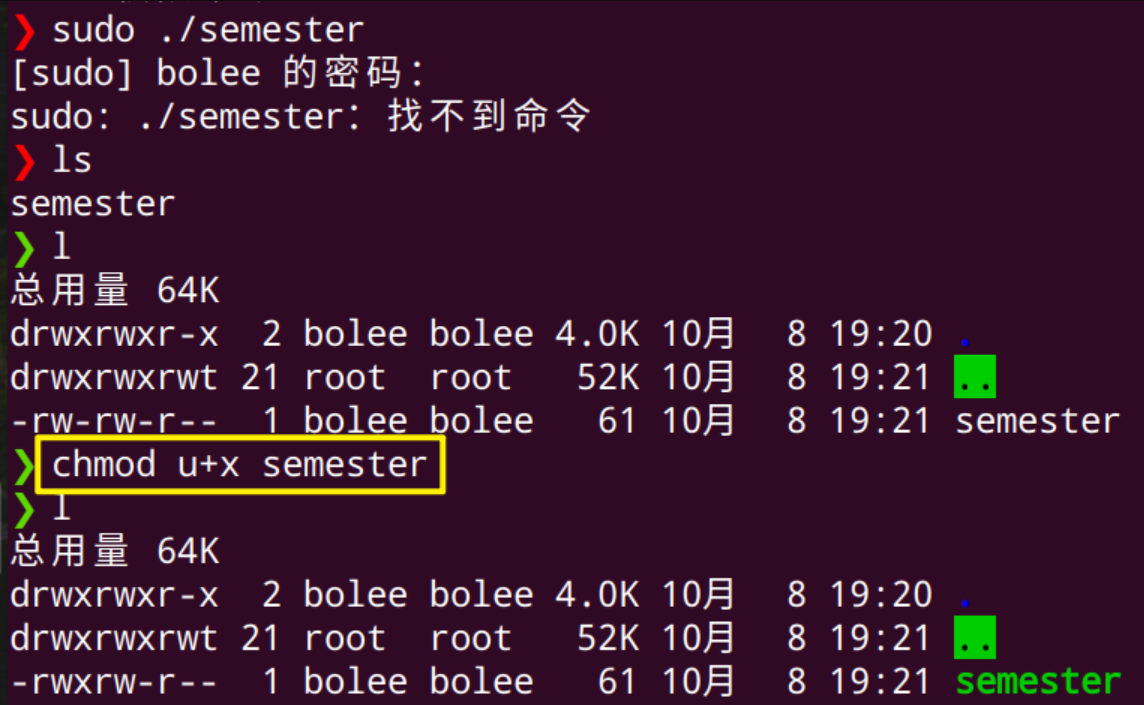 ❯ sudo ./semester
[sudo] bolee 的密码：
sudo: ./semester：找不到命令
❯ ls
semester
❯ l
总用量 64K
drwxrwxr-x  2 bolee bolee 4.0K 10月  8 19:20 .
drwxrwxrwt 21 root  root   52K 10月  8 19:21 ..
-rw-rw-r--  1 bolee bolee   61 10月  8 19:21 semester
❯ chmod u+x semester
❯ l
总用量 64K
drwxrwxr-x  2 bolee bolee 4.0K 10月  8 19:20 .
drwxrwxrwt 21 root  root   52K 10月  8 19:21 ..
-rwxrw-r--  1 bolee bolee   61 10月  8 19:21 semester